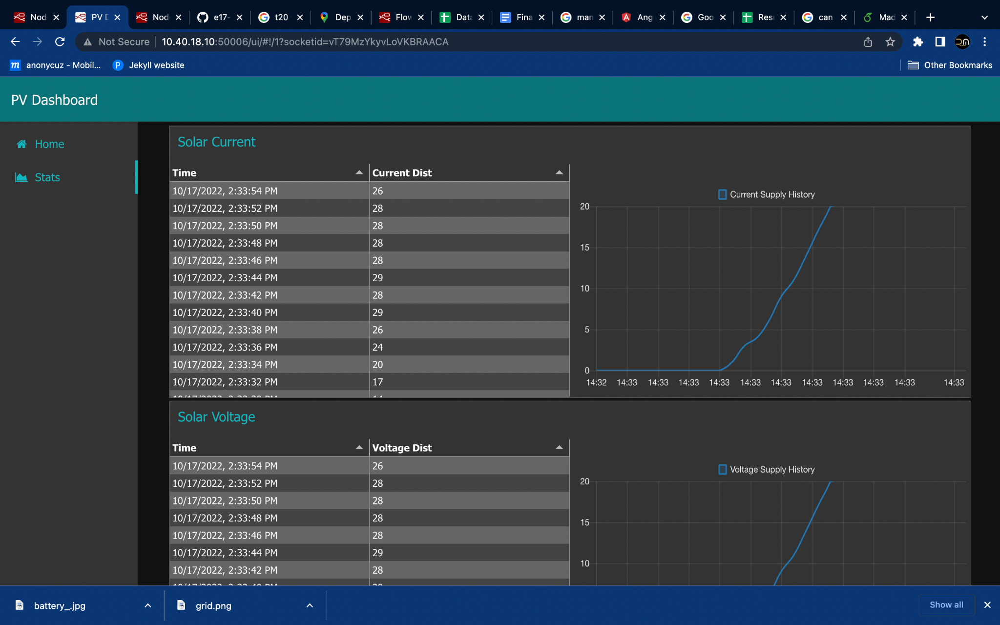 Nod
PV D
Nod
e17-
t20
Dep
Flow
Data
Fina
man
Ang
Goo
Res
can
Mad
Not Secure
10.40.18.10:50006/ui/#!/1?socketid=vT79MzYkyvLoVKBRAACA
m anonycuz - Mobil...
P Jekyll website
Other Bookmarks
PV Dashboard
Home
Stats
Solar Current
Time Current Dist
10/17/2022, 2:33:54 PM 26
10/17/2022, 2:33:52 PM 28
10/17/2022, 2:33:50 PM 28
10/17/2022, 2:33:48 PM 28
10/17/2022, 2:33:46 PM 28
10/17/2022, 2:33:44 PM 29
10/17/2022, 2:33:42 PM 28
10/17/2022, 2:33:40 PM 29
10/17/2022, 2:33:38 PM 26
10/17/2022, 2:33:36 PM 24
10/17/2022, 2:33:34 PM 20
10/17/2022, 2:33:32 PM 17
Current Supply History
20
15
10
5
0
14:32 14:33 14:33 14:33 14:33 14:33 14:33 14:33 14:33 14:33 14:33 14:33
Solar Voltage
Time Voltage Dist
10/17/2022, 2:33:54 PM 26
10/17/2022, 2:33:52 PM 28
10/17/2022, 2:33:50 PM 28
10/17/2022, 2:33:48 PM 28
10/17/2022, 2:33:46 PM 28
10/17/2022, 2:33:44 PM 29
10/17/2022, 2:33:42 PM 28
Voltage Supply History
20
15
10
battery_.jpg
grid.png
Show all